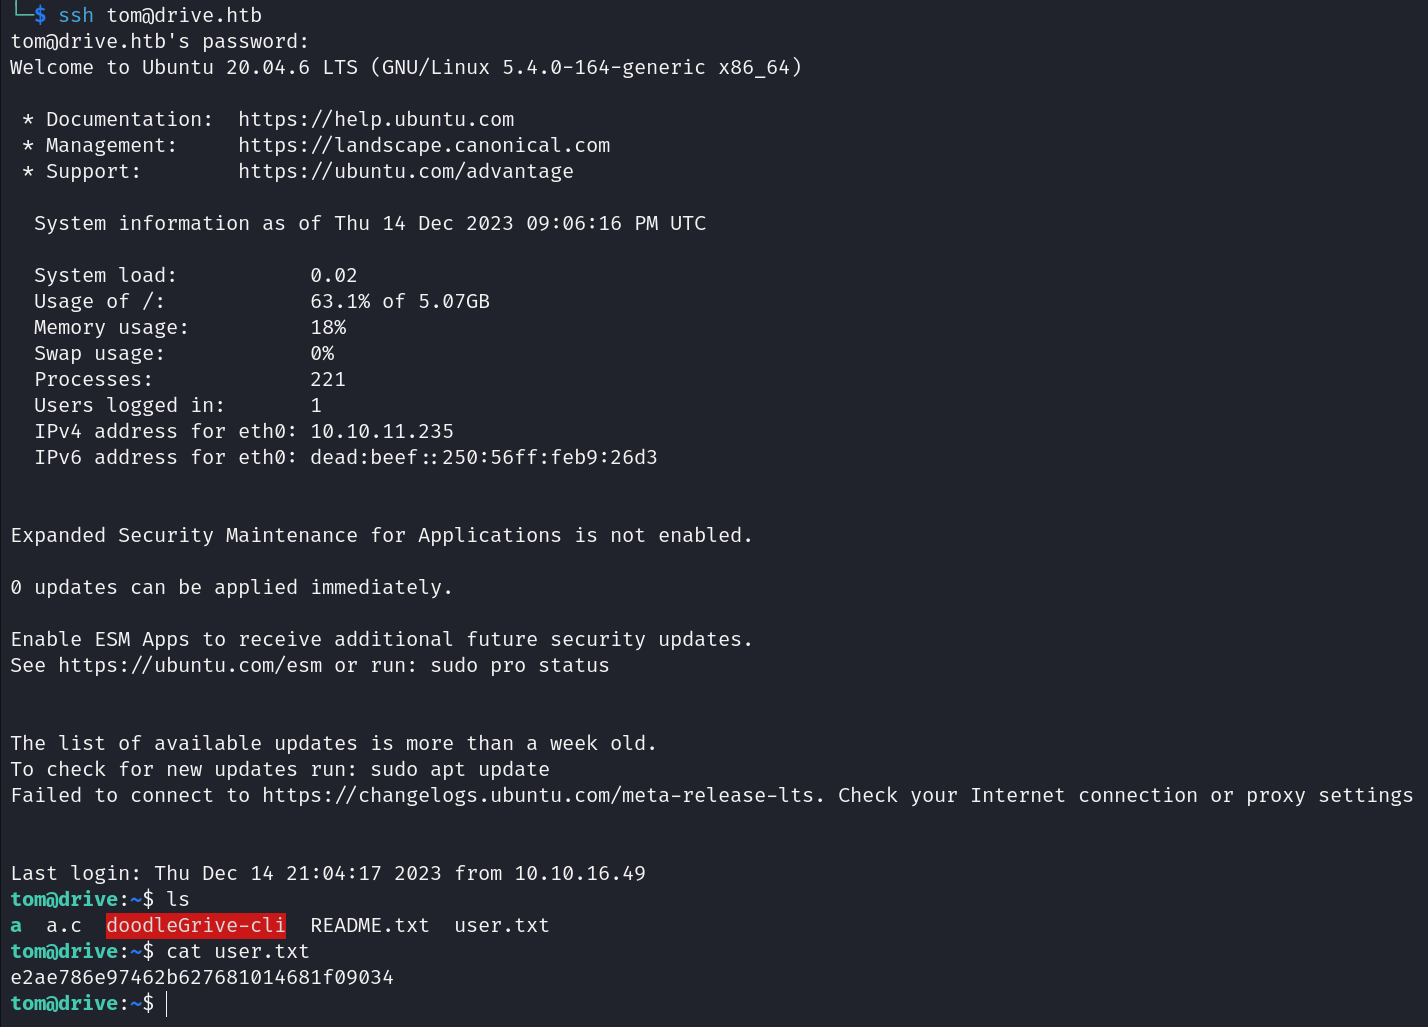 └─$ ssh tom@drive.htb
tom@drive.htb's password:
Welcome to Ubuntu 20.04.6 LTS (GNU/Linux 5.4.0-164-generic x86_64)
* Documentation:  https://help.ubuntu.com
* Management:     https://landscape.canonical.com
* Support:        https://ubuntu.com/advantage
System information as of Thu 14 Dec 2023 09:06:16 PM UTC
System load:           0.02
Usage of /:            63.1% of 5.07GB
Memory usage:          18%
Swap usage:            0%
Processes:             221
Users logged in:       1
IPv4 address for eth0: 10.10.11.235
IPv6 address for eth0: dead:beef::250:56ff:feb9:26d3
Expanded Security Maintenance for Applications is not enabled.
0 updates can be applied immediately.
Enable ESM Apps to receive additional future security updates.
See https://ubuntu.com/esm or run: sudo pro status
The list of available updates is more than a week old.
To check for new updates run: sudo apt update
Failed to connect to https://changelogs.ubuntu.com/meta-release-lts. Check your Internet connection or proxy settings
Last login: Thu Dec 14 21:04:17 2023 from 10.10.16.49
tom@drive:~$ ls
a  a.c  doodleGrive-cli  README.txt  user.txt
tom@drive:~$ cat user.txt
e2ae786e97462b627681014681f09034
tom@drive:~$